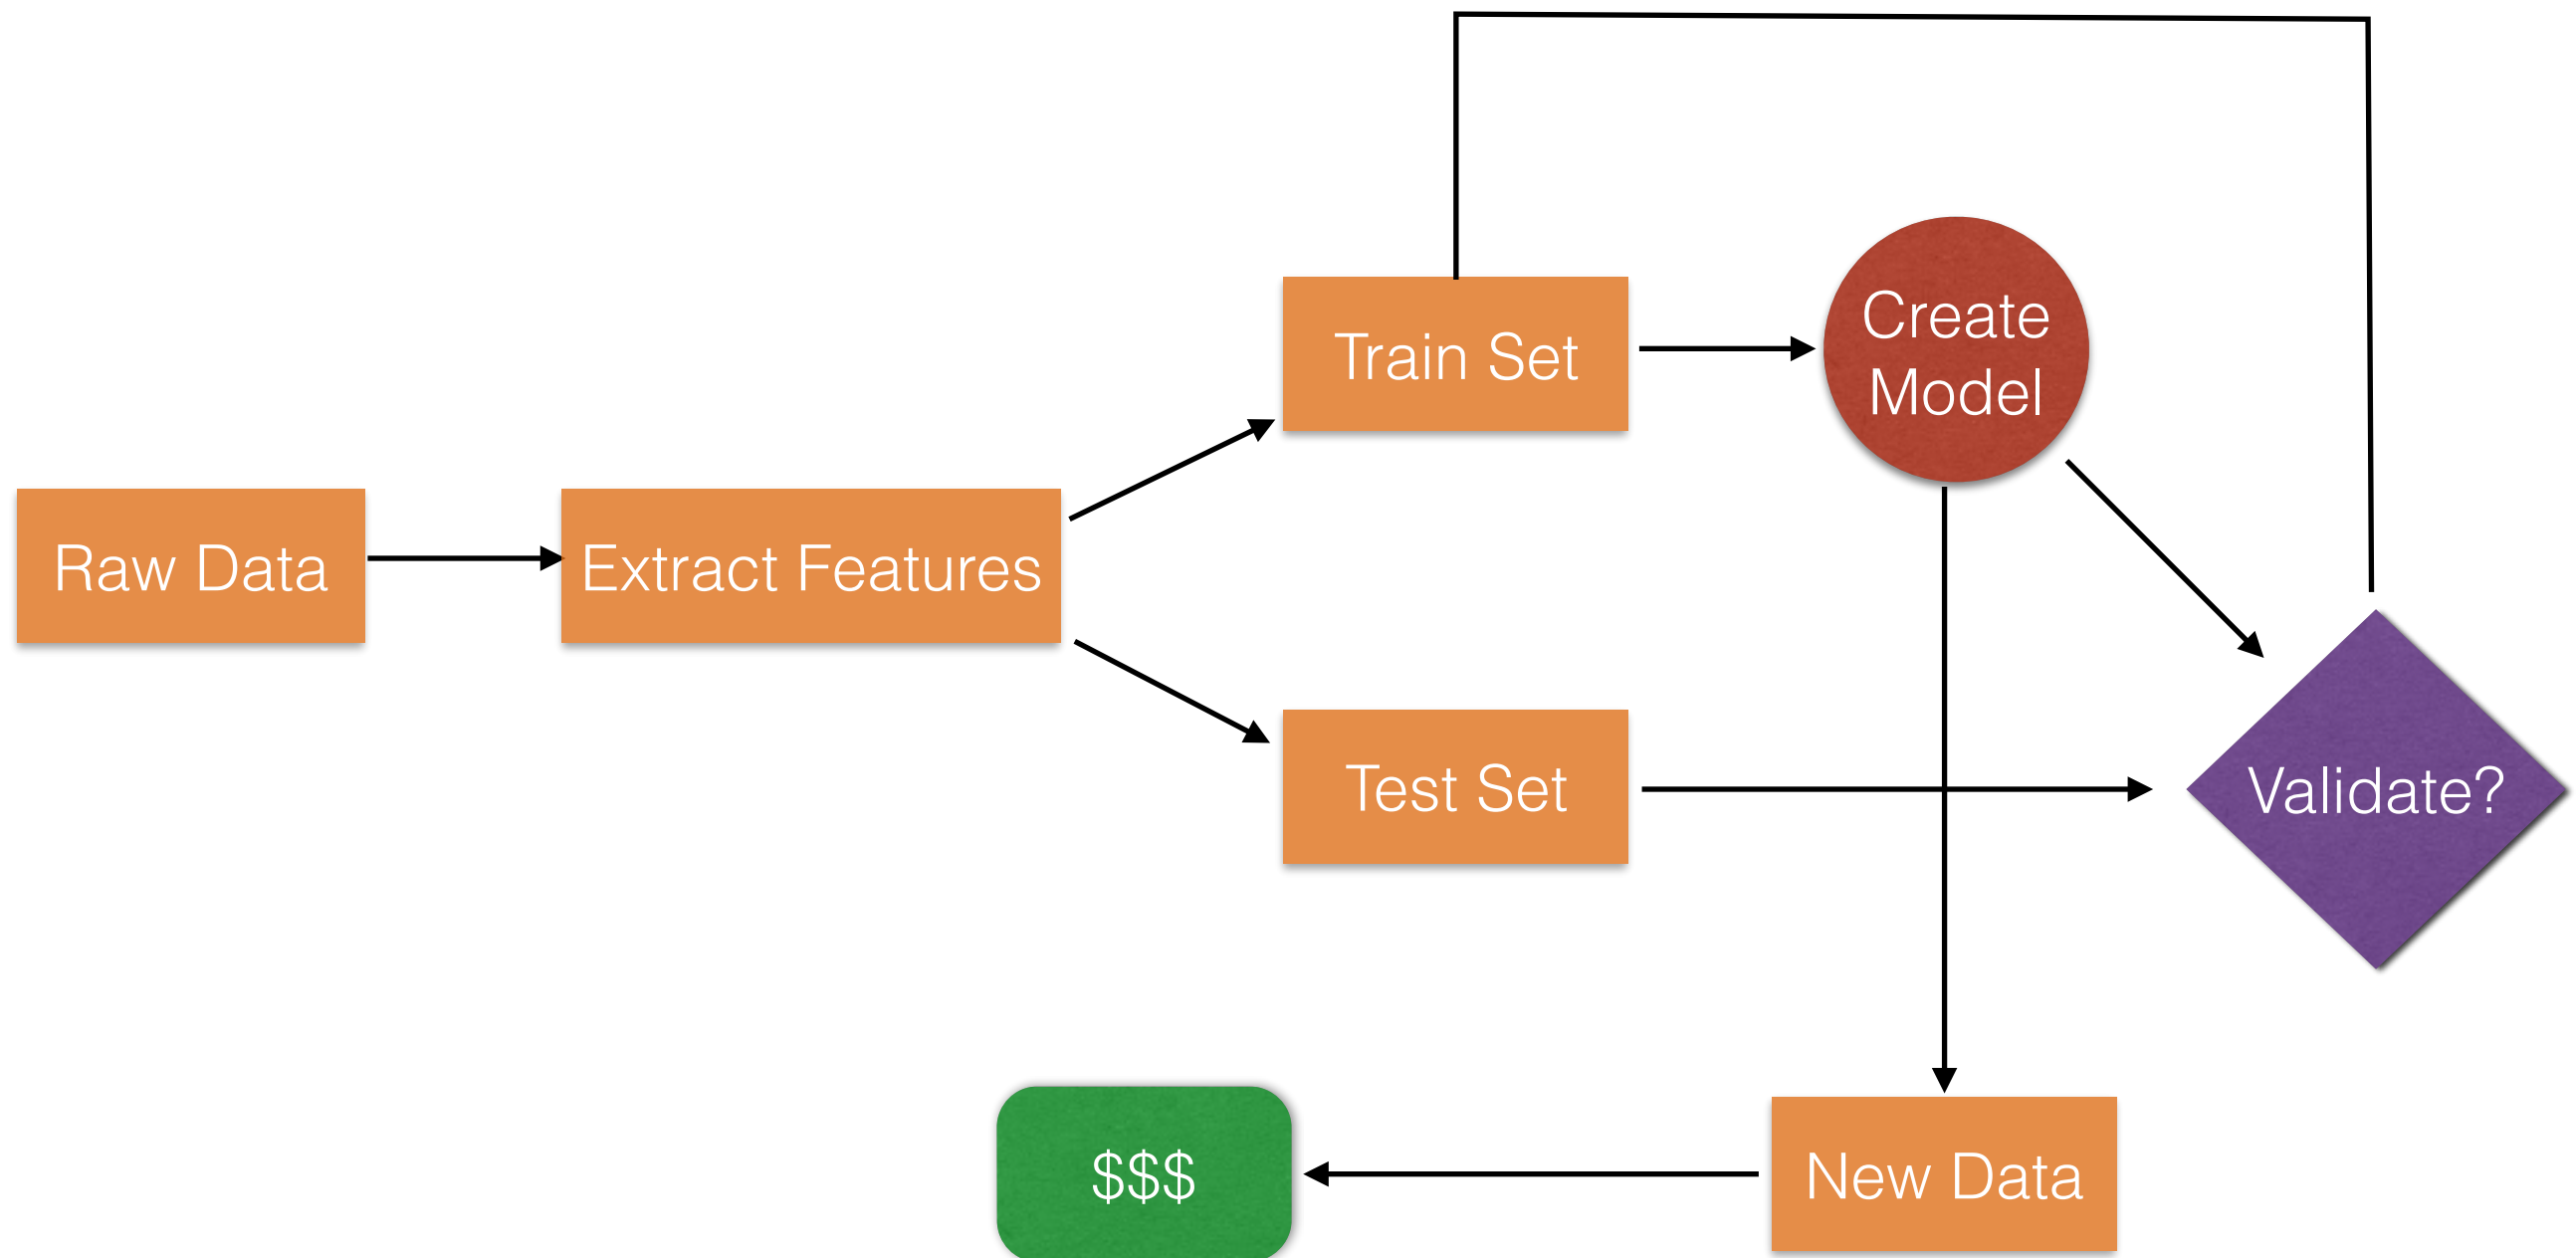 Raw Data
Extract Features
Train Set
Create
Model
Test Set
Validate?
New Data
$$$